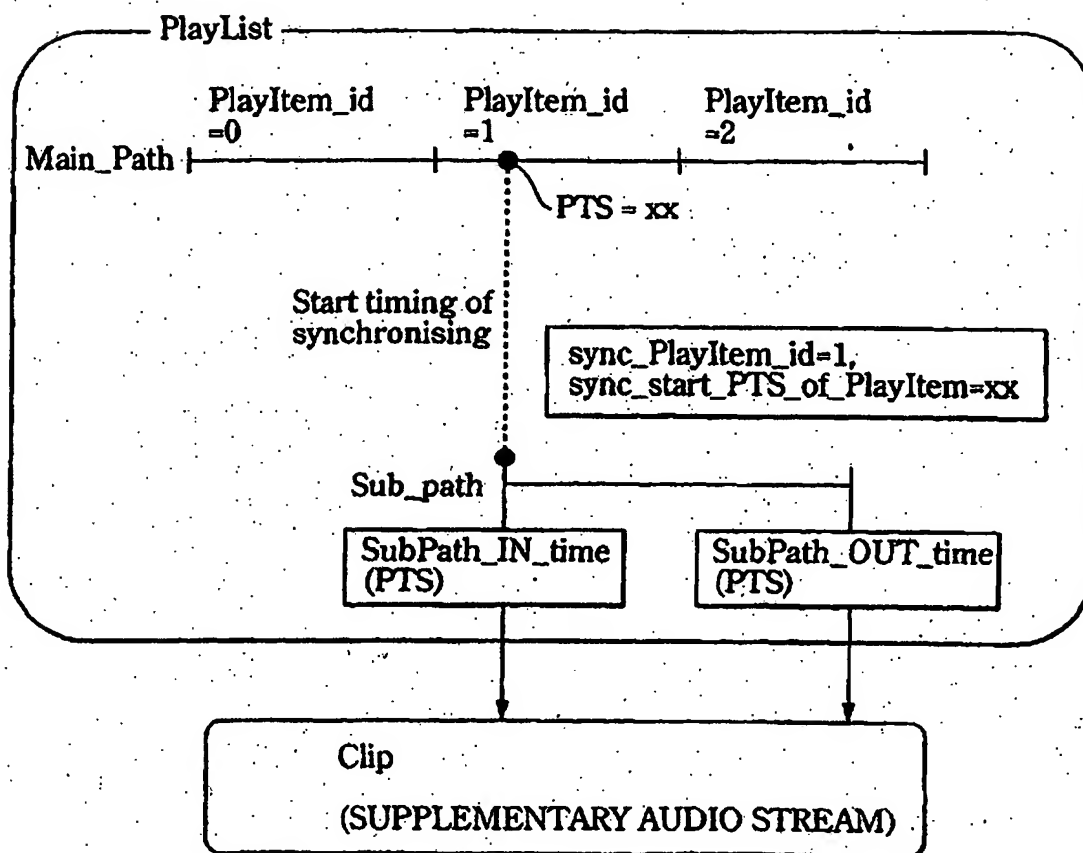 PlayList
PlayItem_id
=0
PlayItem_id
=1
PlayItem_id
=2
Main_Path
PTS = xx
Start timing of
synchronising
sync_PlayItem_id=1,
sync_start_PTS_of_PlayItem=xx
Sub_path
SubPath_IN_time
(PTS)
SubPath_OUT_time
(PTS)
Clip
(SUPPLEMENTARY AUDIO STREAM)